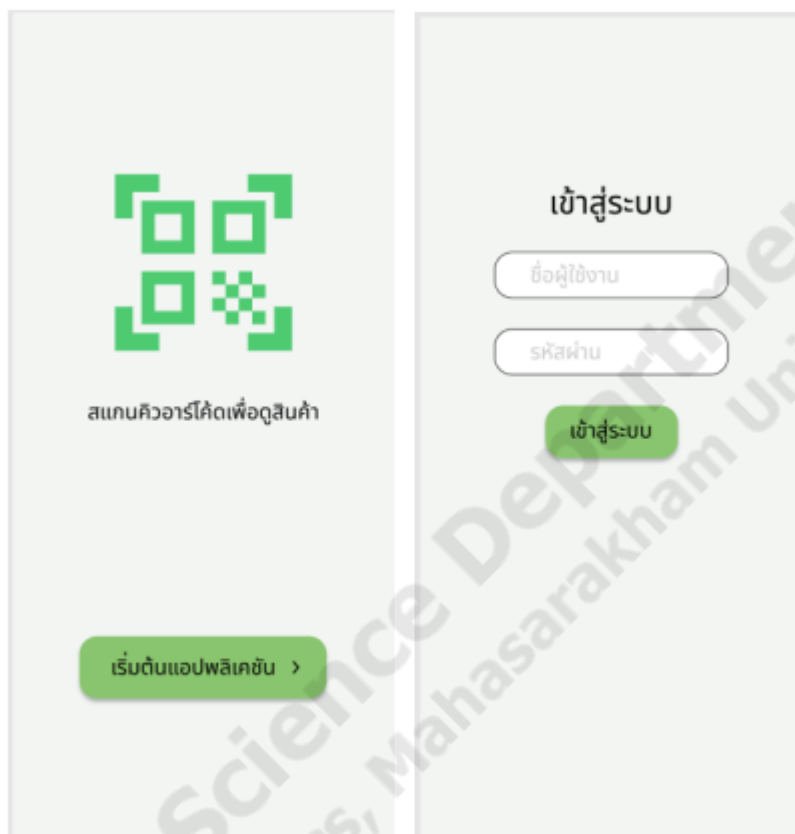 สแกนคิวอาร์โค้ดเพื่อดูสินค้า
เริ่มต้นแอปพลิเคชัน >
เข้าสู่ระบบ
ชื่อผู้ใช้งาน
รหัสผ่าน
เข้าสู่ระบบ
Science
Mahasarakham